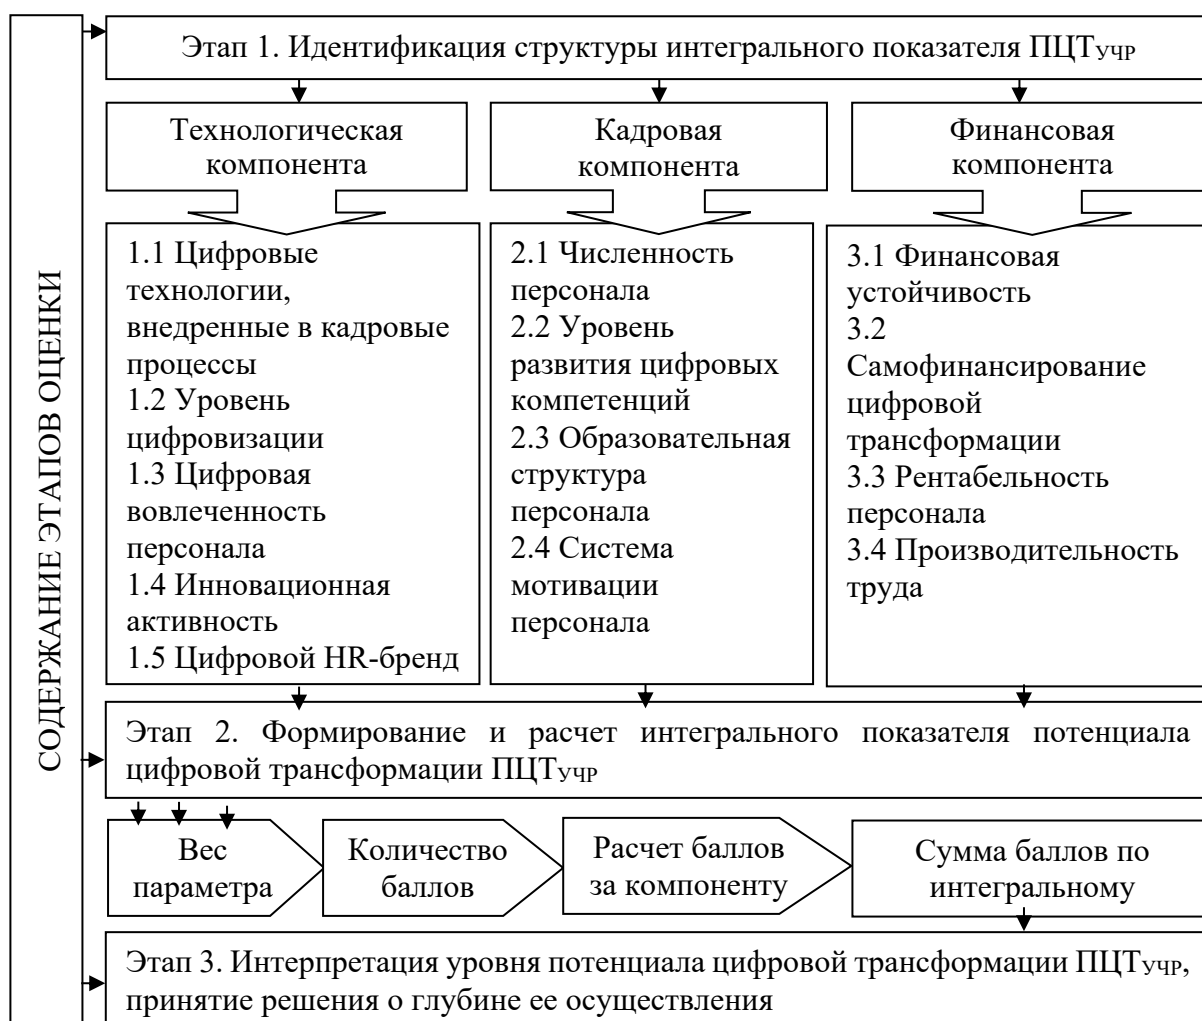 СОДЕРЖАНИЕ ЭТАПОВ ОЦЕНКИ
Этап 1. Идентификация структуры интегрального показателя ПЦТУЧР
Технологическая
компонента
Кадровая
компонента
Финансовая
компонента
1.1 Цифровые
технологии,
внедренные в кадровые
процессы
1.2 Уровень
цифровизации
1.3 Цифровая
вовлеченность
персонала
1.4 Инновационная
активность
1.5 Цифровой HR-бренд
2.1 Численность
персонала
2.2 Уровень
развития цифровых
компетенций
2.3 Образовательная
структура
персонала
2.4 Система
мотивации
персонала
3.1 Финансовая
устойчивость
3.2
Самофинансирование
цифровой
трансформации
3.3 Рентабельность
персонала
3.4 Производительность
труда
Этап 2. Формирование и расчет интегрального показателя потенциала
цифровой трансформации ПЦТУЧР
Вес
параметра
Количество
баллов
Расчет баллов
за компоненту
Сумма баллов по
интегральному
Этап 3. Интерпретация уровня потенциала цифровой трансформации ПЦТУЧР,
принятие решения о глубине ее осуществления